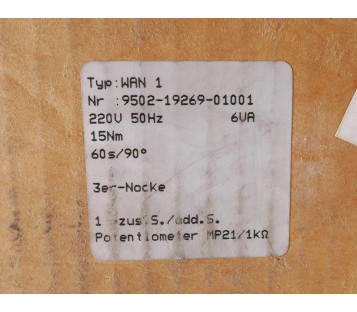 Typ:WAN 1
Nr :9502-19269-01001
220V 50Hz 6VA
15Nm
60s/90°
3er-Nocke
1 zus.S./add.S.
Potentiometer MP21/1kΩ